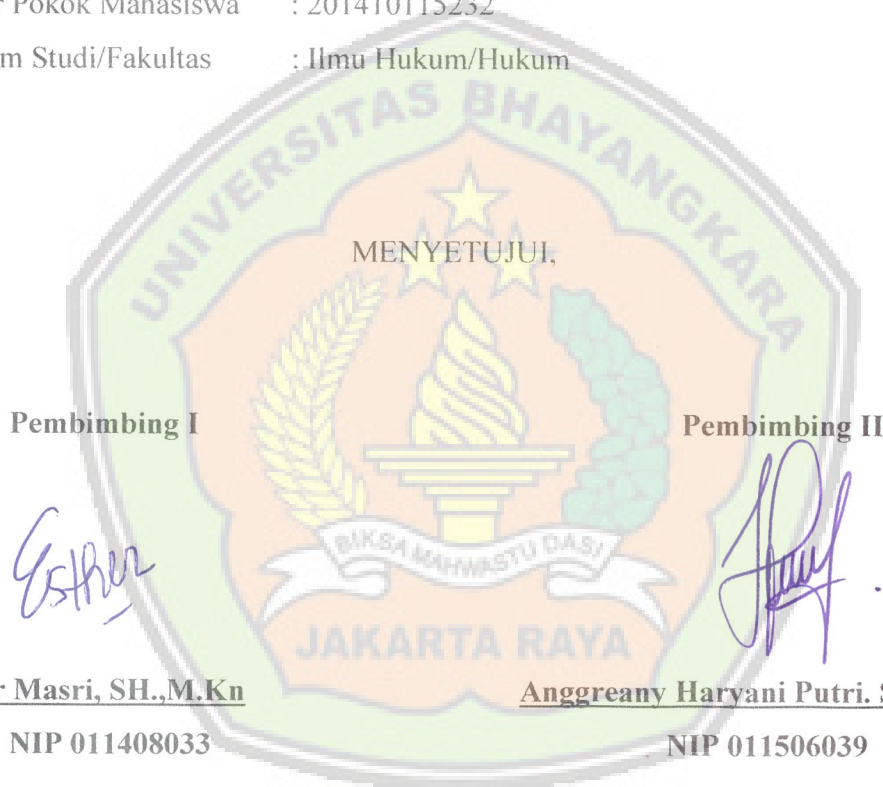 r Pokok Mahasiswa : 201410115232
m Studi/Fakultas : Ilmu Hukum/Hukum
UNIVERSITAS BHAYANGKARA
MENYETUJUI,
Pembimbing I Pembimbing II
BIKSA MAHWASTU DASI
Esther
JAKARTA RAYA
r Masri, SH.,M.Kn Anggreany Haryani Putri. S
NIP 011408033 NIP 011506039